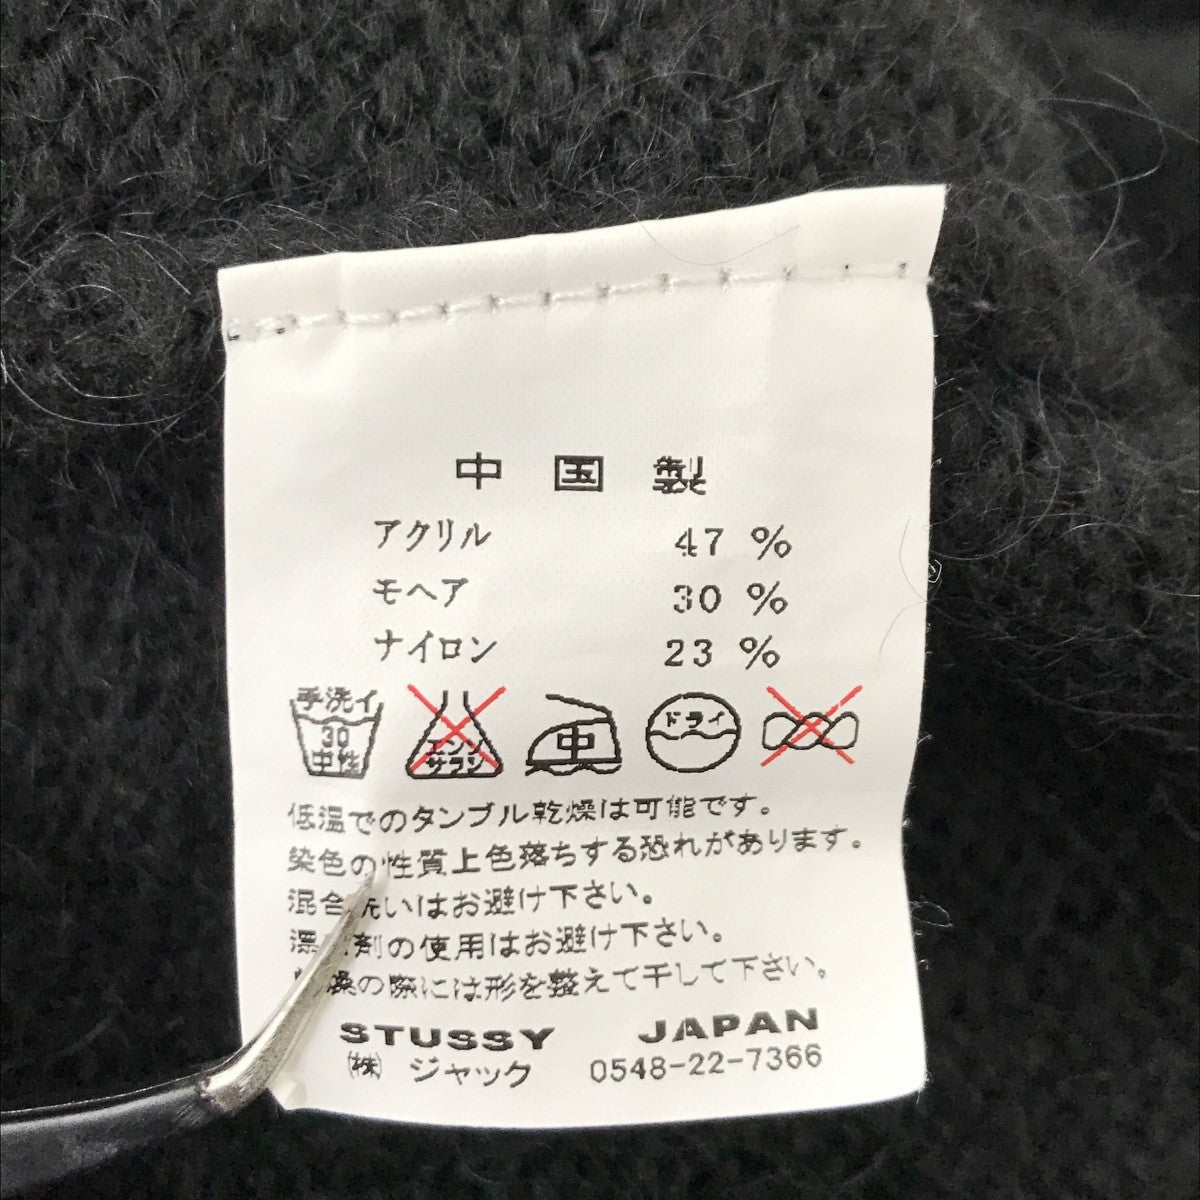 中国製
アクリル 47 %
モヘア 30 %
ナイロン 23 %
手洗イ 30 中性 エンソサラシ 中 ドライ
低温でのタンブル乾燥は可能です。
染色の性質上色落ちする恐れがあります。
混合洗いはお避け下さい。
漂 剤の使用はお避け下さい。
燥の際には形を整えて干して下さい。
STUSSY JAPAN
㈱ ジャック 0548-22-7366